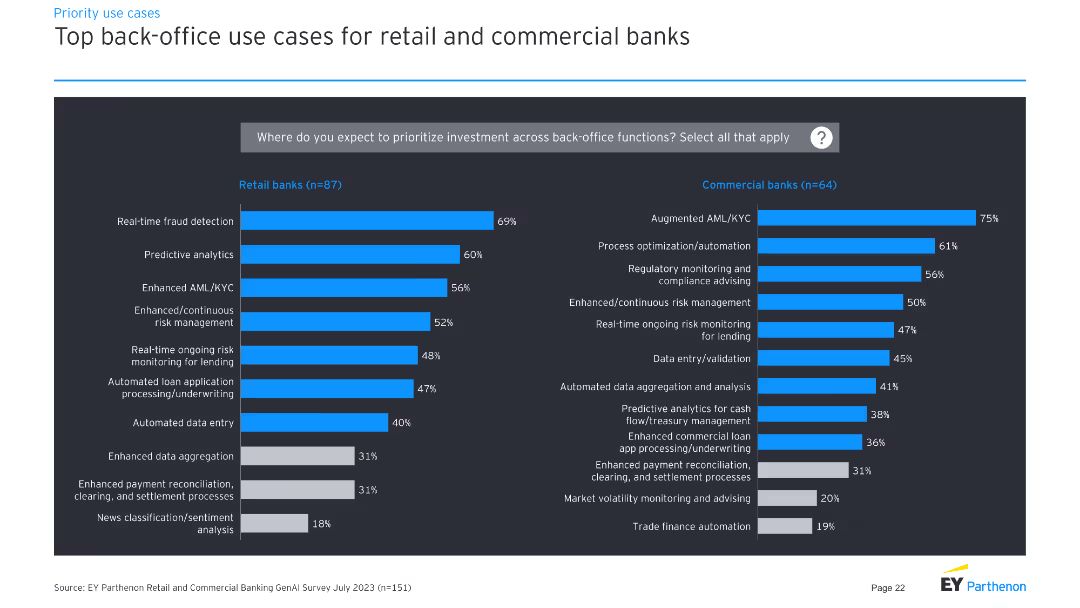 Priority use cases
Top back-office use cases for retail and commercial banks
Where do you expect to prioritize investment across back-office functions? Select all that apply
?
Retail banks (n=87)
Real-time fraud detection
69%
Predictive analytics
60%
Enhanced AML/KYC
56%
Enhanced/continuous
risk management
52%
Real-time ongoing risk
monitoring for lending
48%
Automated loan application
processing/underwriting
47%
Automated data entry
40%
Enhanced data aggregation
31%
Enhanced payment reconciliation,
clearing, and settlement processes
31%
News classification/sentiment
analysis
18%
Commercial banks (n=64)
Augmented AML/KYC
75%
Process optimization/automation
61%
Regulatory monitoring and
compliance advising
56%
Enhanced/continuous risk management
50%
Real-time ongoing risk monitoring
for lending
47%
Data entry/validation
45%
Automated data aggregation and analysis
41%
Predictive analytics for cash
flow/treasury management
38%
Enhanced commercial loan
app processing/underwriting
36%
Enhanced payment reconciliation,
clearing, and settlement processes
31%
Market volatility monitoring and advising
20%
Trade finance automation
19%
Source: EY Parthenon Retail and Commercial Banking GenAI Survey July 2023 (n=151)
Page 22
EY Parthenon